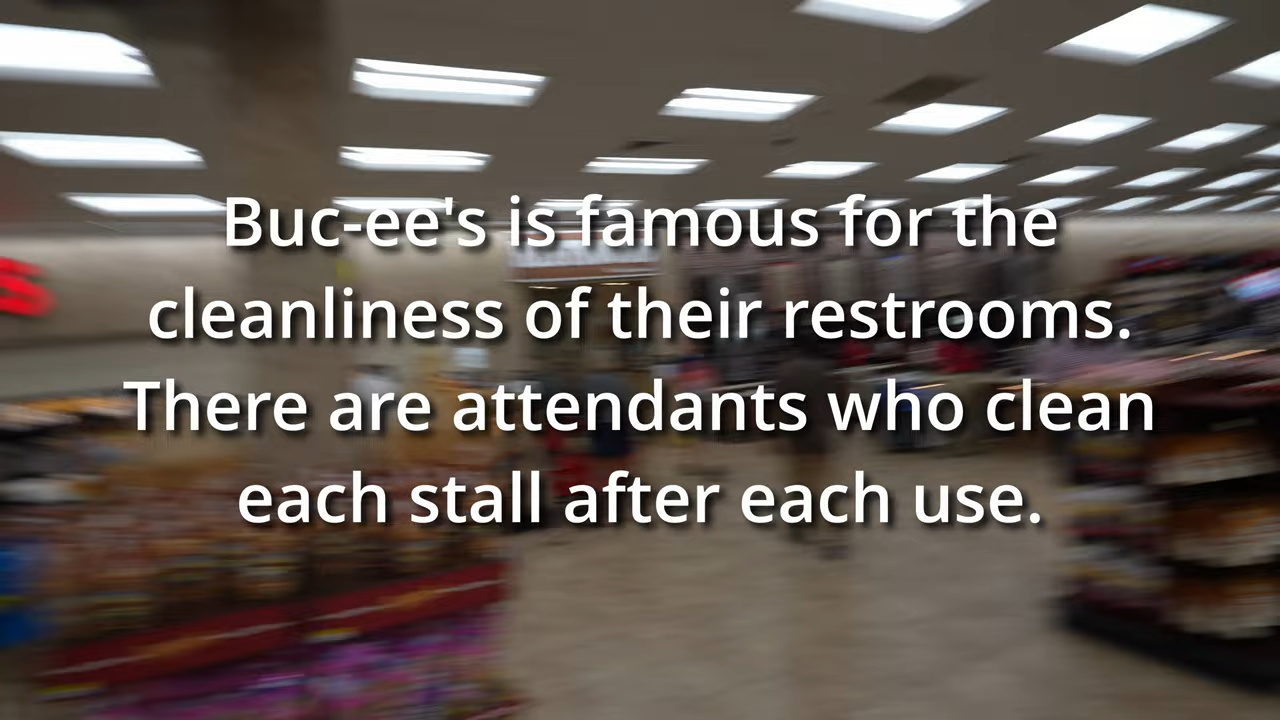 Buc-ee's is famous for the
cleanliness of their restrooms.
There are attendants who clean
each stall after each use.